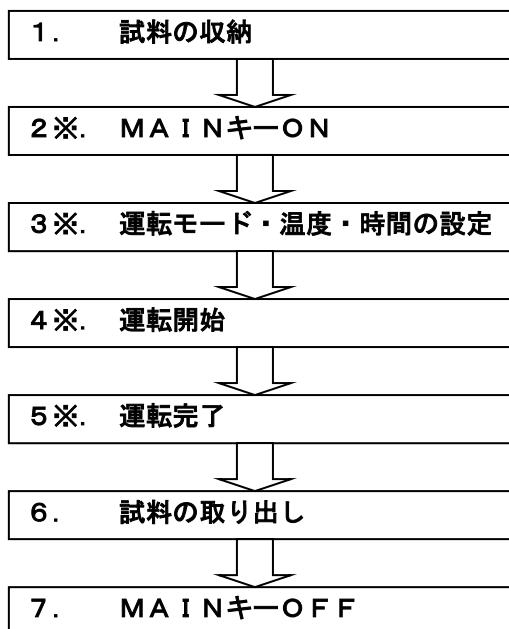 １.　　試料の収納
２※.　ＭＡＩＮキーＯＮ
３※.　運転モード・温度・時間の設定
４※.　運転開始
５※.　運転完了
６.　　試料の取り出し
７.　　ＭＡＩＮキーＯＦＦ